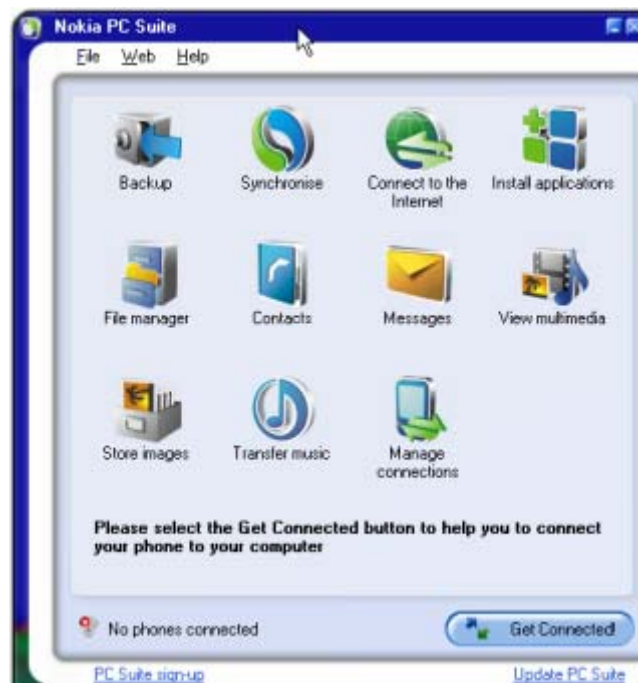 Nokia PC Suite
File Web Help
Backup
Synchronise
Connect to the
Internet
Install applications
File manager
Contacts
Messages
View multimedia
Store images
Transfer music
Manage
connections
Please select the Get Connected button to help you to connect
your phone to your computer
No phones connected
Get Connected!
PC Suite sign-up
Update PC Suite